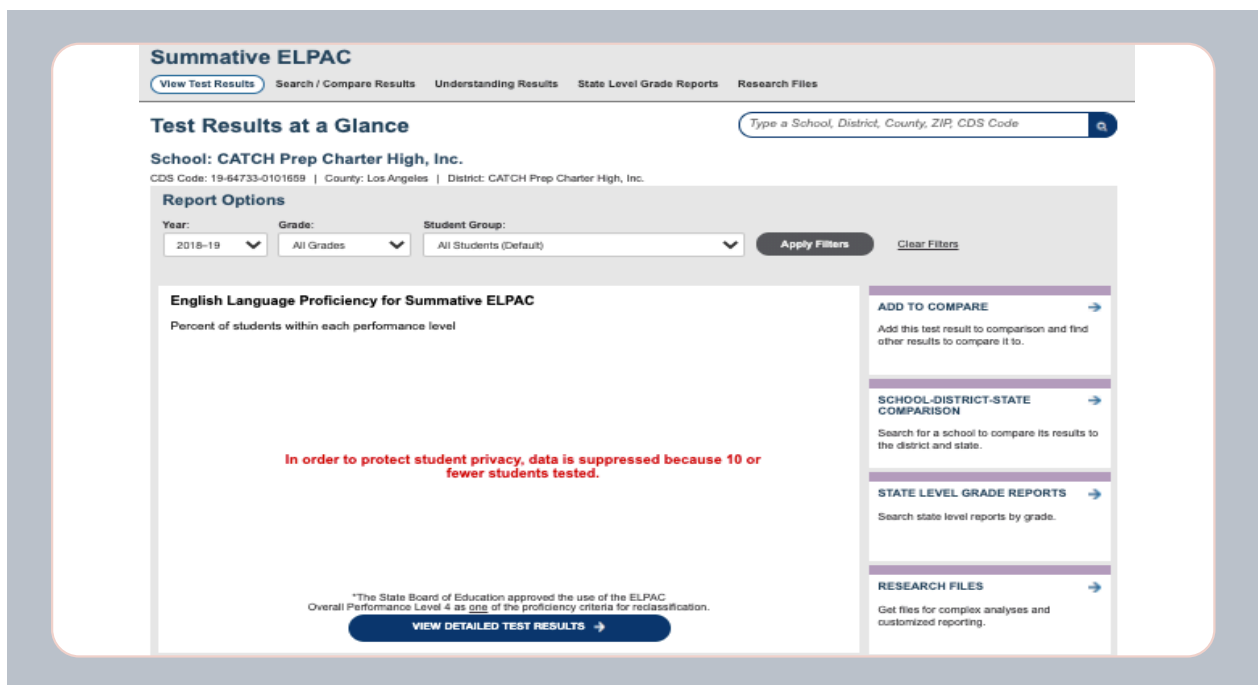 Summative ELPAC
View Test Results Search / Compare Results Understanding Results State Level Grade Reports Research Files
Test Results at a Glance
Type a School, District, County, ZIP, CDS Code
School: CATCH Prep Charter High, Inc.
CDS Code: 19-64733-0101659 | County: Los Angeles | District: CATCH Prep Charter High, Inc.
Report Options
Year: Grade: Student Group:
2018–19 All Grades All Students (Default) Apply Filters Clear Filters
English Language Proficiency for Summative ELPAC
Percent of students within each performance level
In order to protect student privacy, data is suppressed because 10 or
fewer students tested.
*The State Board of Education approved the use of the ELPAC
Overall Performance Level 4 as one of the proficiency criteria for reclassification.
VIEW DETAILED TEST RESULTS
ADD TO COMPARE
Add this test result to comparison and find
other results to compare it to.
SCHOOL-DISTRICT-STATE
COMPARISON
Search for a school to compare its results to
the district and state.
STATE LEVEL GRADE REPORTS
Search state level reports by grade.
RESEARCH FILES
Get files for complex analyses and
customized reporting.